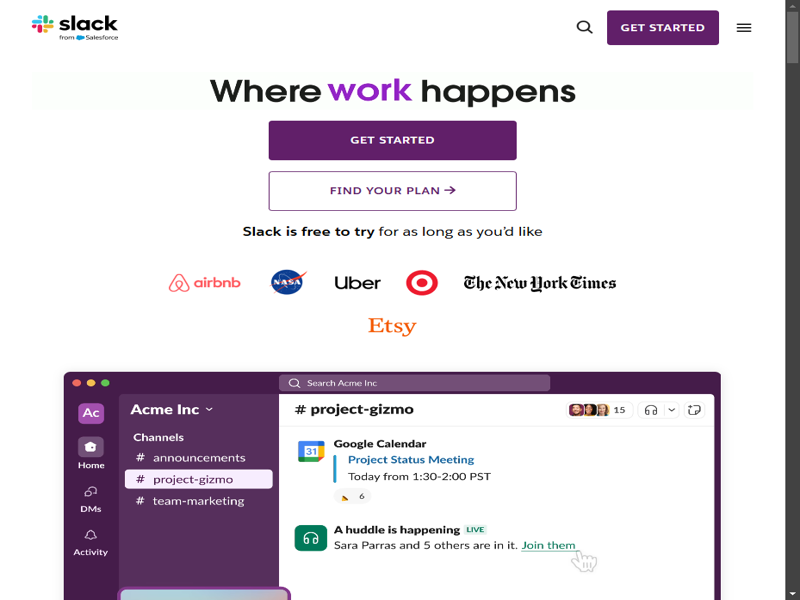 slack
from Salesforce
GET STARTED
Where work happens
GET STARTED
FIND YOUR PLAN →
Slack is free to try for as long as you'd like
airbnb
NASA
Uber
The New York Times
Etsy
Search Acme Inc
Ac
Acme Inc
# project-gizmo
15
Channels
Home
# announcements
# project-gizmo
# team-marketing
DMs
Activity
31
Google Calendar
Project Status Meeting
Today from 1:30-2:00 PST
6
A huddle is happening LIVE
Sara Parras and 5 others are in it. Join them